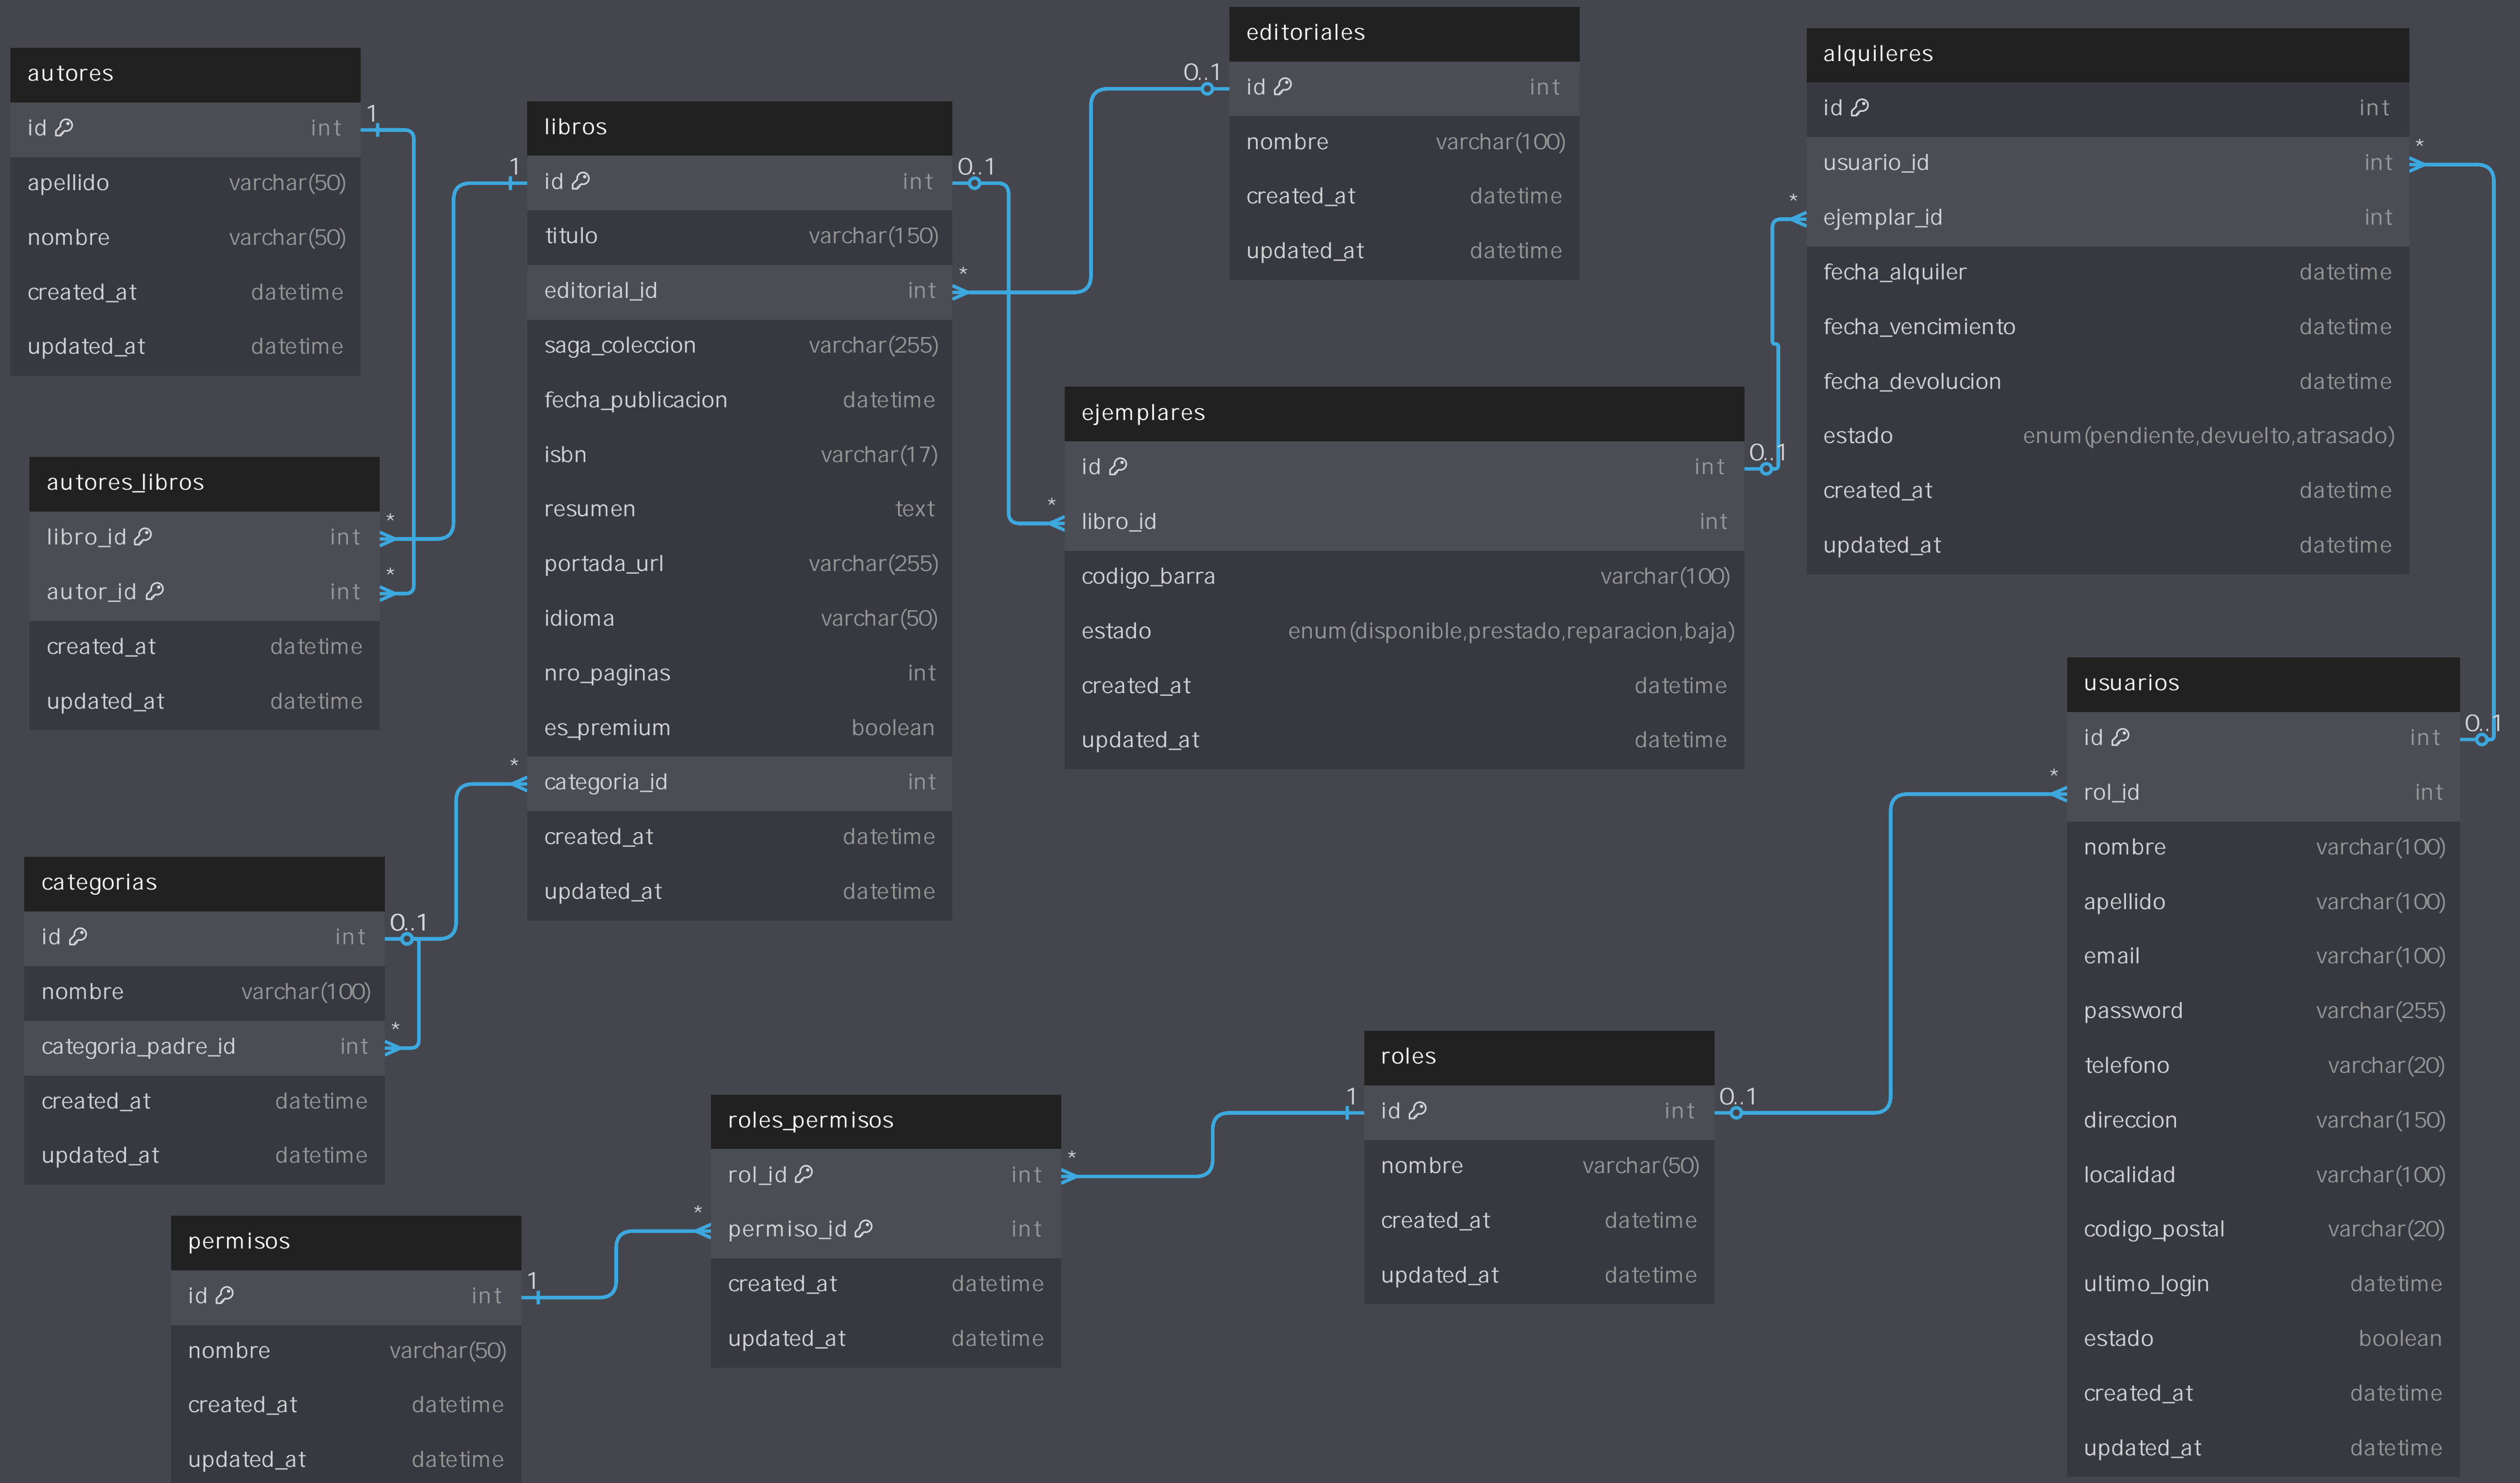 autores
id int
apellido varchar(50)
nombre varchar(50)
created_at datetime
updated_at datetime
1
autores_libros
libro_id int
autor_id int
created_at datetime
updated_at datetime
*
*
categorias
id int
nombre varchar(100)
categoria_padre_id int
created_at datetime
updated_at datetime
0..1
*
permisos
id int
nombre varchar(50)
created_at datetime
updated_at datetime
1
libros
id int
titulo varchar(150)
editorial_id int
saga_coleccion varchar(255)
fecha_publicacion datetime
isbn varchar(17)
resumen text
portada_url varchar(255)
idioma varchar(50)
nro_paginas int
es_premium boolean
categoria_id int
created_at datetime
updated_at datetime
1
0..1
*
*
roles_permisos
rol_id int
permiso_id int
created_at datetime
updated_at datetime
*
*
editoriales
id int
nombre varchar(100)
created_at datetime
updated_at datetime
0..1
ejemplares
id int
libro_id int
codigo_barra varchar(100)
estado enum(disponible,prestado,reparacion,baja)
created_at datetime
updated_at datetime
0..1
*
roles
id int
nombre varchar(50)
created_at datetime
updated_at datetime
1
0..1
alquileres
id int
usuario_id int
ejemplar_id int
fecha_alquiler datetime
fecha_vencimiento datetime
fecha_devolucion datetime
estado enum(pendiente,devuelto,atrasado)
created_at datetime
updated_at datetime
*
*
usuarios
id int
rol_id int
nombre varchar(100)
apellido varchar(100)
email varchar(100)
password varchar(255)
telefono varchar(20)
direccion varchar(150)
localidad varchar(100)
codigo_postal varchar(20)
ultimo_login datetime
estado boolean
created_at datetime
updated_at datetime
0..1
*